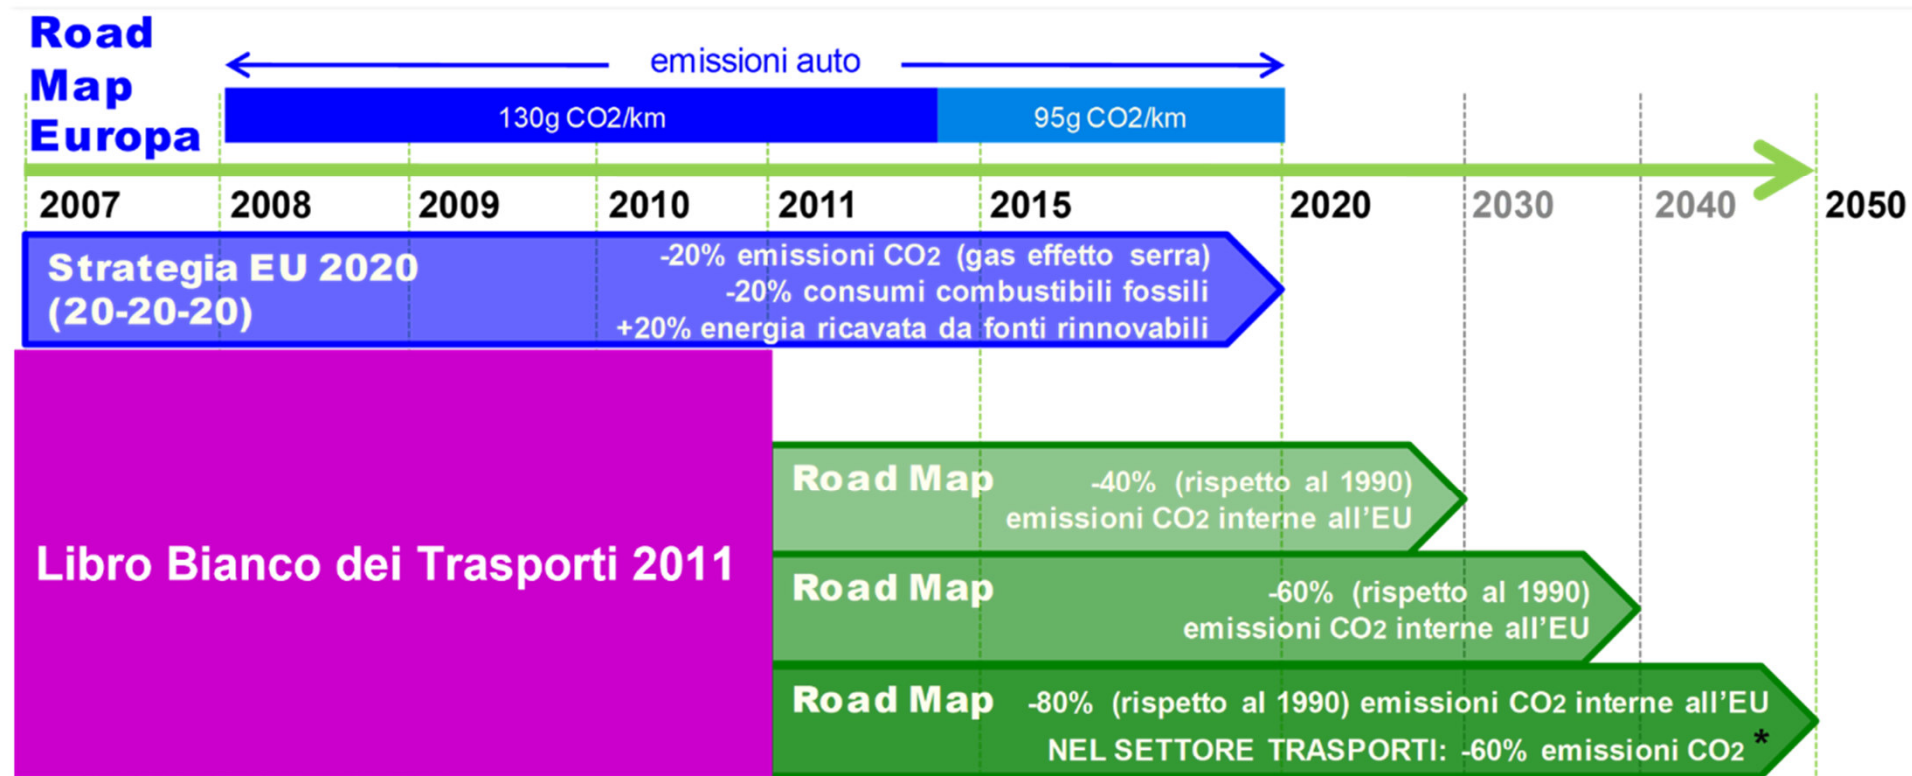 Road
Map
Europa
emissioni auto
130g CO2/km
95g CO2/km
2007
2008
2009
2010
2011
2015
2020
2030
2040
2050
Strategia EU 2020
(20-20-20)
-20% emissioni CO2 (gas effetto serra)
-20% consumi combustibili fossili
+20% energia ricavata da fonti rinnovabili
Libro Bianco dei Trasporti 2011
Road Map
-40% (rispetto al 1990)
emissioni CO2 interne all’EU
Road Map
-60% (rispetto al 1990)
emissioni CO2 interne all’EU
Road Map
-80% (rispetto al 1990) emissioni CO2 interne all’EU
NEL SETTORE TRASPORTI: -60% emissioni CO2 *